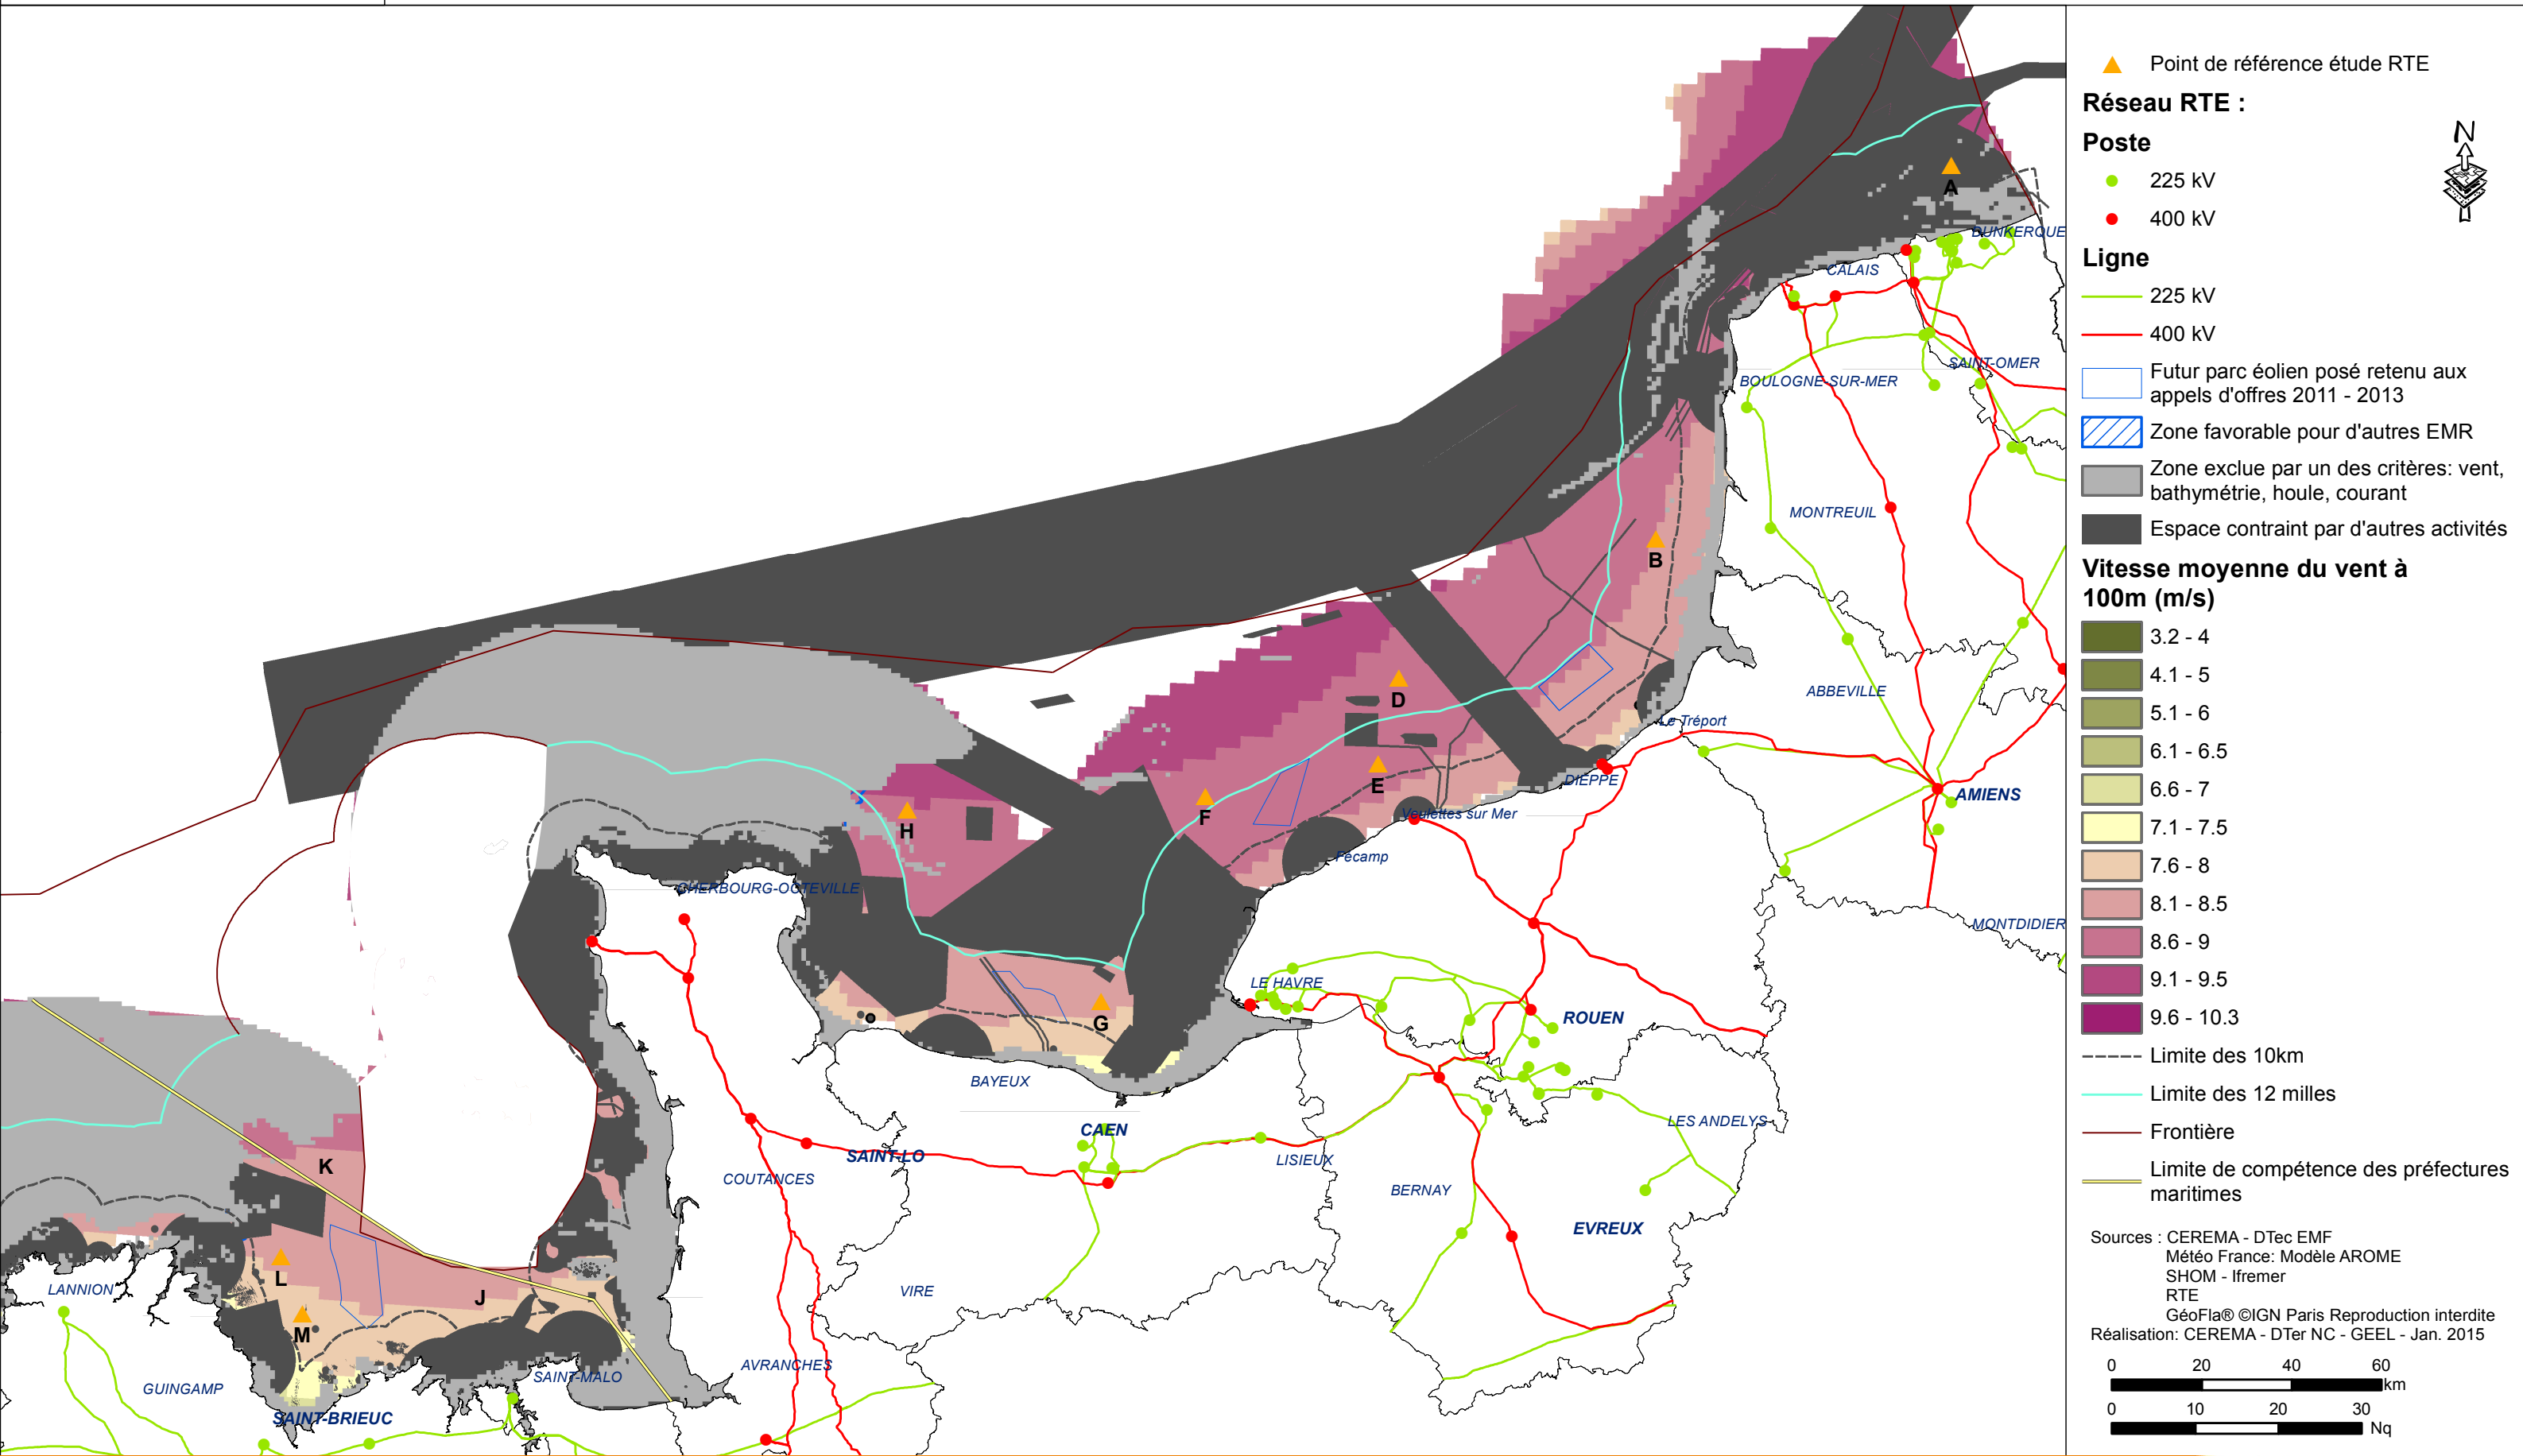 Point de référence étude RTE
Réseau RTE :
N
Poste
225 kV
400 kV
Ligne
225 kV
400 kV
Futur parc éolien posé retenu aux
appels d'offres 2011 - 2013
Zone favorable pour d'autres EMR
Zone exclue par un des critères: vent,
bathymétrie, houle, courant
Espace contraint par d'autres activités
Vitesse moyenne du vent à
100m (m/s)
3.2 - 4
4.1 - 5
5.1 - 6
6.1 - 6.5
6.6 - 7
7.1 - 7.5
7.6 - 8
8.1 - 8.5
8.6 - 9
9.1 - 9.5
9.6 - 10.3
Limite des 10km
Limite des 12 milles
Frontière
Limite de compétence des préfectures
maritimes
Sources : CEREMA - DTec EMF
Météo France: Modèle AROME
SHOM - Ifremer
RTE
GéoFla® ©IGN Paris Reproduction interdite
Réalisation: CEREMA - DTer NC - GEEL - Jan. 2015
0 20 40 60
km
0 10 20 30
Nq
A
DUNKERQUE
CALAIS
SAINT-OMER
BOULOGNE-SUR-MER
MONTREUIL
B
ABBEVILLE
D
Le Tréport
E
DIEPPE
AMIENS
F
H
Veulettes sur Mer
Fécamp
CHERBOURG-OCTEVILLE
MONTDIDIER
LE HAVRE
G
ROUEN
BAYEUX
LES ANDELYS
CAEN
SAINT-LO
LISIEUX
K
COUTANCES
BERNAY
EVREUX
L
LANNION
J
VIRE
M
AVRANCHES
GUINGAMP
SAINT-MALO
SAINT-BRIEUC